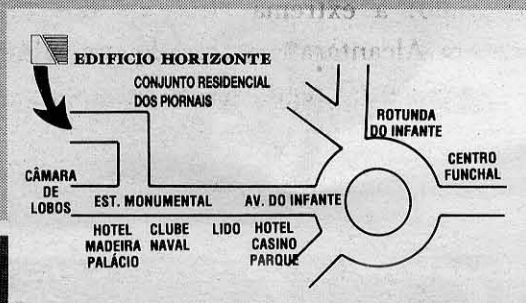 EDIFICIO HORIZONTE
CONJUNTO RESIDENCIAL
DOS PIORNAIS
ROTUNDA
DO INFANTE
CENTRO
FUNCHAL
CÂMARA
DE
LOBOS
EST. MONUMENTAL
AV. DO INFANTE
HOTEL
MADEIRA
PALÁCIO
CLUBE
NAVAL
LIDO
HOTEL
CASINO
PARQUE